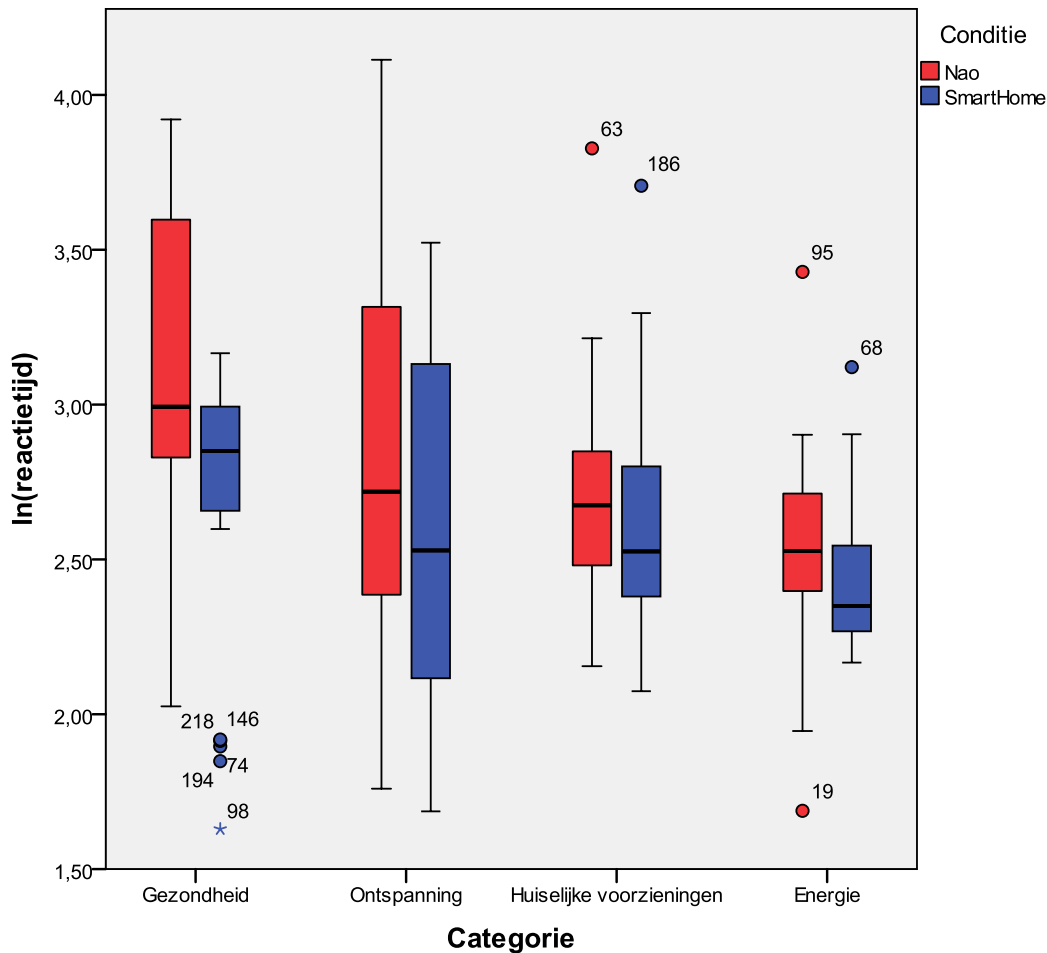 Conditie
Nao
SmartHome
4,00
3,50
3,00
2,50
2,00
1,50
ln(reactietijd)
63
186
95
68
218
146
74
194
98
19
Gezondheid
Ontspanning
Huiselijke voorzieningen
Energie
Categorie